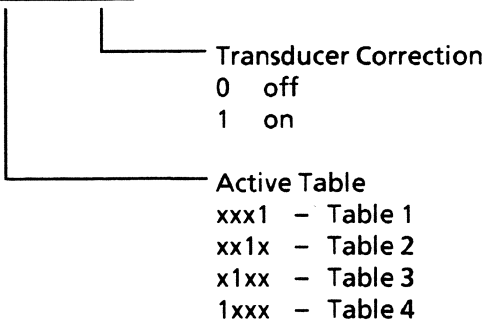 Transducer Correction
0 off
1 on
Active Table
xxx1 – Table 1
xx1x – Table 2
x1xx – Table 3
1xxx – Table 4